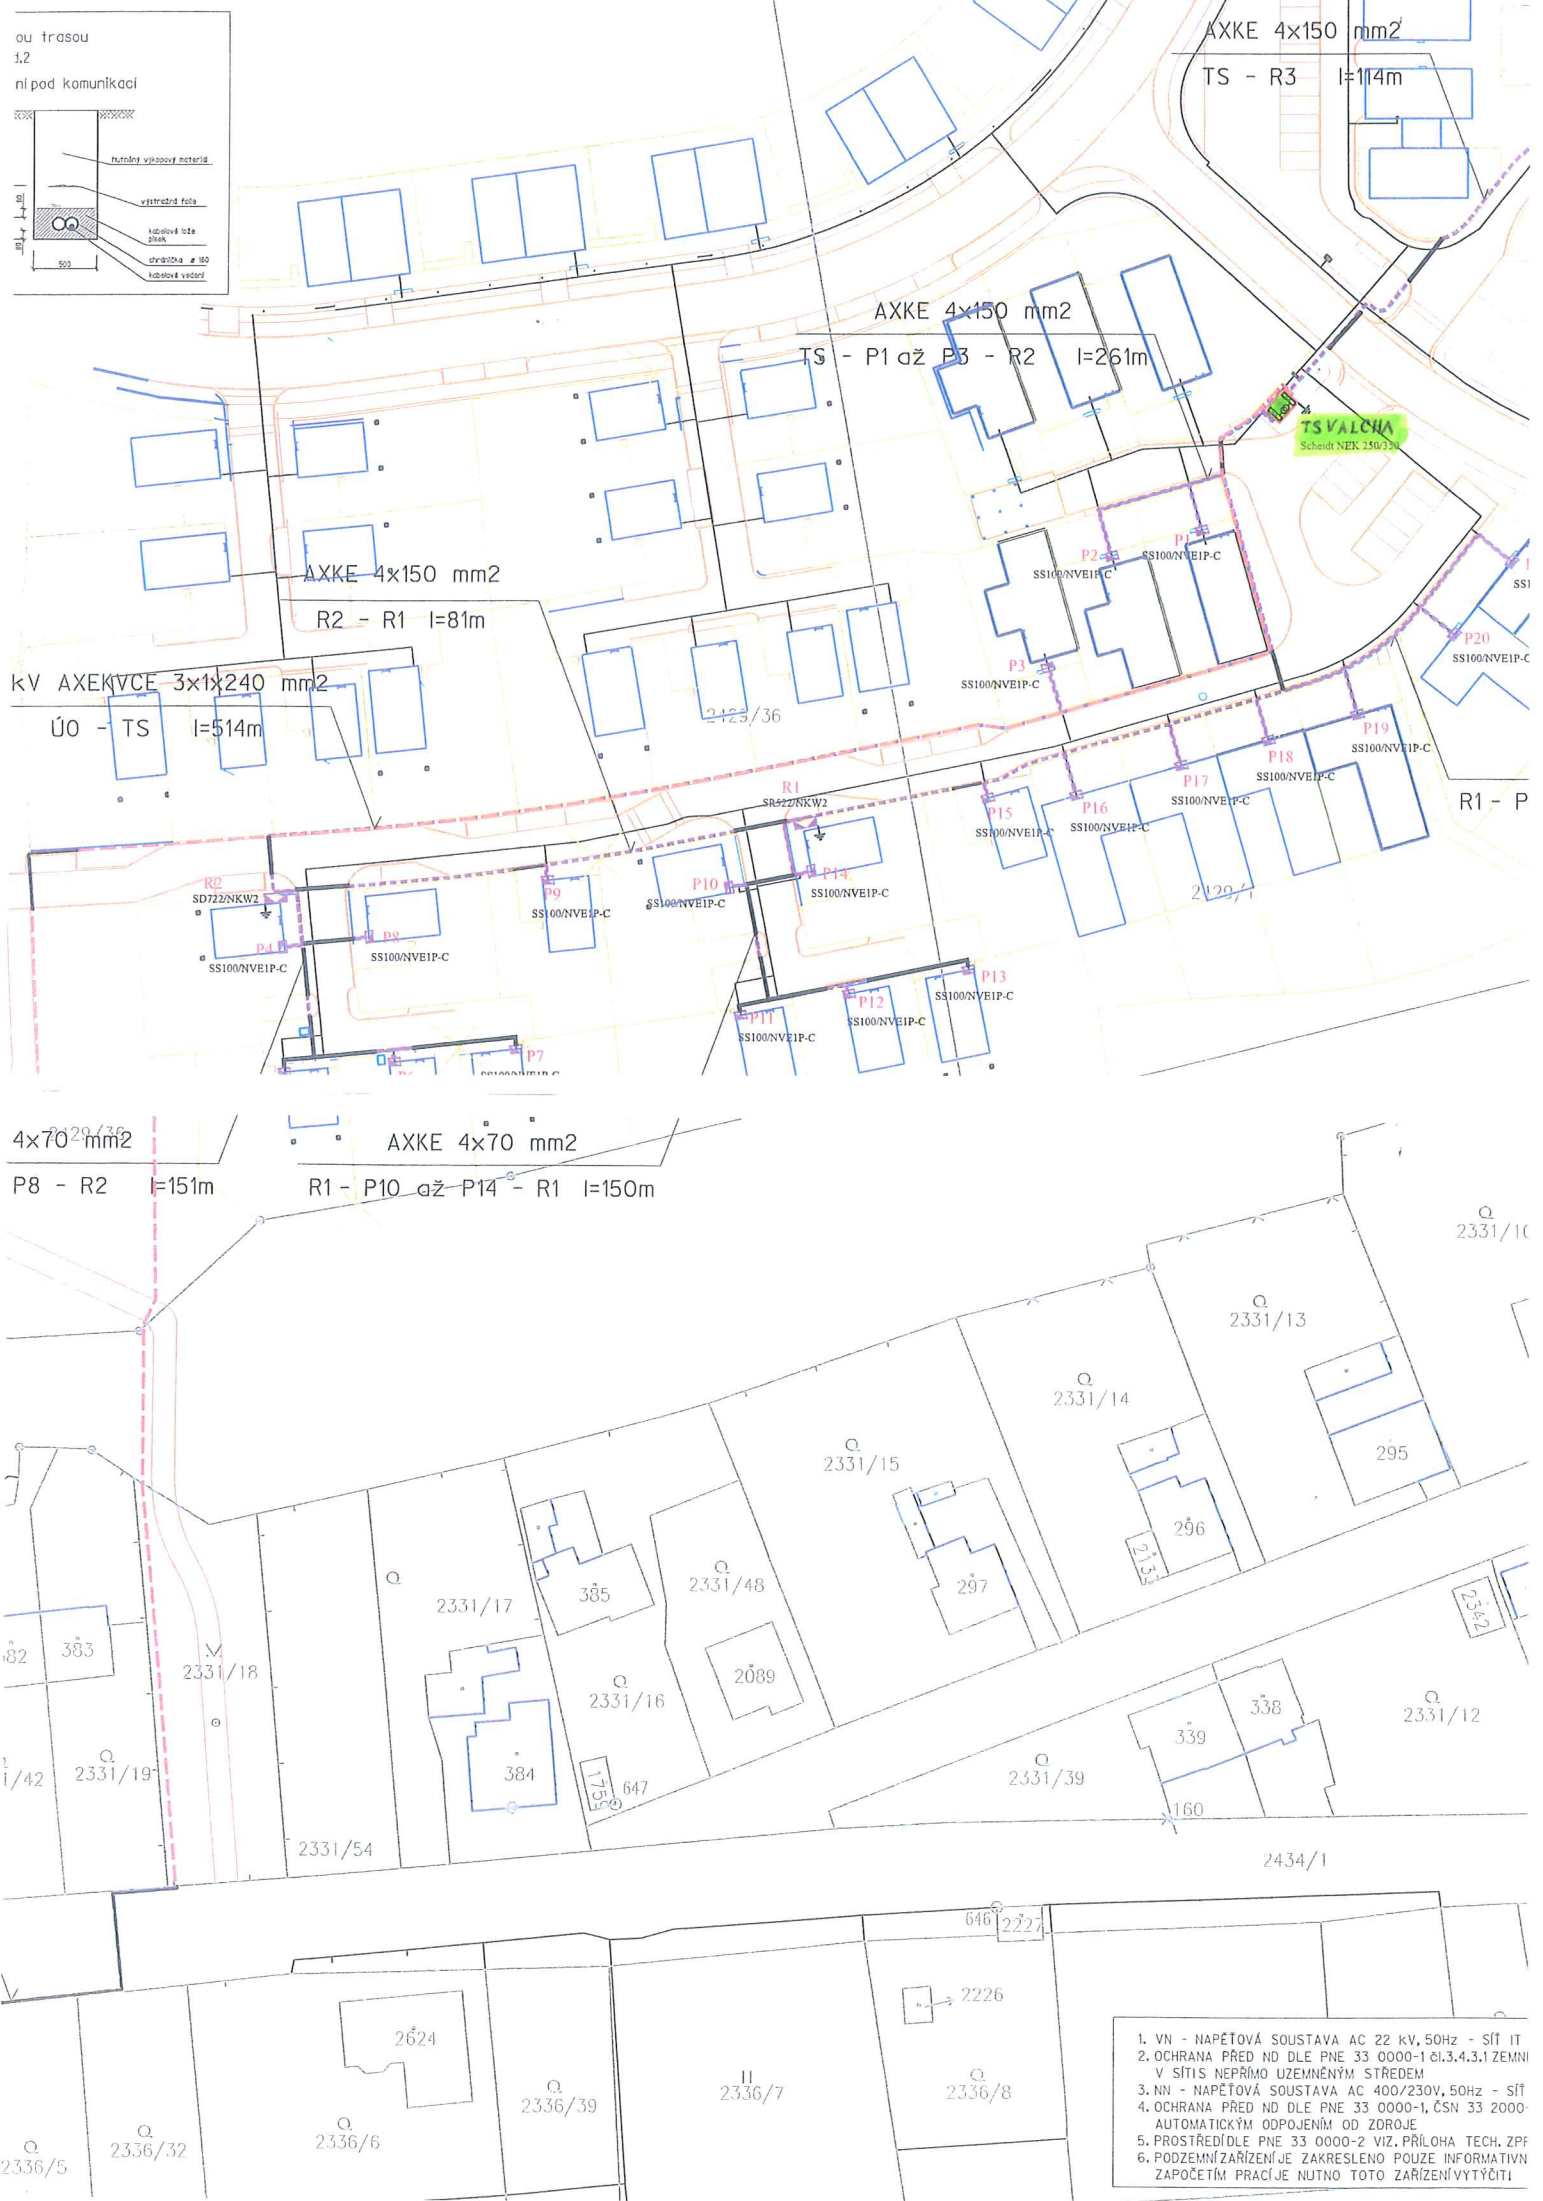 ou trasou
ní pod komunikací
hutněný výkopový materiál
výstražná folie
kabelové lože
písek
chránička ø 160
kabelové vedení
500
AXKE 4x150 mm2
TS - R3 l=114m
AXKE 4x150 mm2
TS - P1 až P3 - R2 l=261m
TS VALCHA
Scheidt NEK 250/350
P1
SS100/NVE1P-C
P2
SS100/NVE1P-C
P3
SS100/NVE1P-C
AXKE 4x150 mm2
R2 - R1 l=81m
kV AXEKVCE 3x1x240 mm2
ÚO - TS l=514m
2429/36
P20
SS100/NVE1P-C
P19
SS100/NVE1P-C
P18
SS100/NVE1P-C
P17
SS100/NVE1P-C
P16
SS100/NVE1P-C
P15
SS100/NVE1P-C
R1 - P
R1
SR522/NKW2
P14
SS100/NVE1P-C
P10
SS100/NVE1P-C
P9
SS100/NVE1P-C
R2
SD722/NKW2
P4
SS100/NVE1P-C
P8
SS100/NVE1P-C
2429/1
P13
SS100/NVE1P-C
P12
SS100/NVE1P-C
P11
SS100/NVE1P-C
P7
4x70 mm2
P8 - R2 l=151m
AXKE 4x70 mm2
R1 - P10 až P14 - R1 l=150m
2331/13
2331/14
295
2331/15
296
297
2331/48
385
2331/17
383
2331/18
2331/16
2089
2342
338
339
2331/12
2331/19
384
1759
647
2331/39
160
2331/54
2434/1
646
2227
2226
2624
2336/39
2336/7
2336/8
2336/6
2336/32
2336/5
1. VN - NAPĚŤOVÁ SOUSTAVA AC 22 kV, 50Hz - SÍŤ IT
2. OCHRANA PŘED ND DLE PNE 33 0000-1 čl.3.4.3.1 ZEMNI
V SÍTI S NEPŘÍMO UZEMNĚNÝM STŘEDEM
3. NN - NAPĚŤOVÁ SOUSTAVA AC 400/230V, 50Hz - SÍŤ
4. OCHRANA PŘED ND DLE PNE 33 0000-1, ČSN 33 2000-
AUTOMATICKÝM ODPOJENÍM OD ZDROJE
5. PROSTŘEDÍ DLE PNE 33 0000-2 VIZ. PŘÍLOHA TECH. ZPR
6. PODZEMNÍ ZAŘÍZENÍ JE ZAKRESLENO POUZE INFORMATIVN
ZAPOČETÍM PRACÍ JE NUTNO TOTO ZAŘÍZENÍ VYTÝČIT